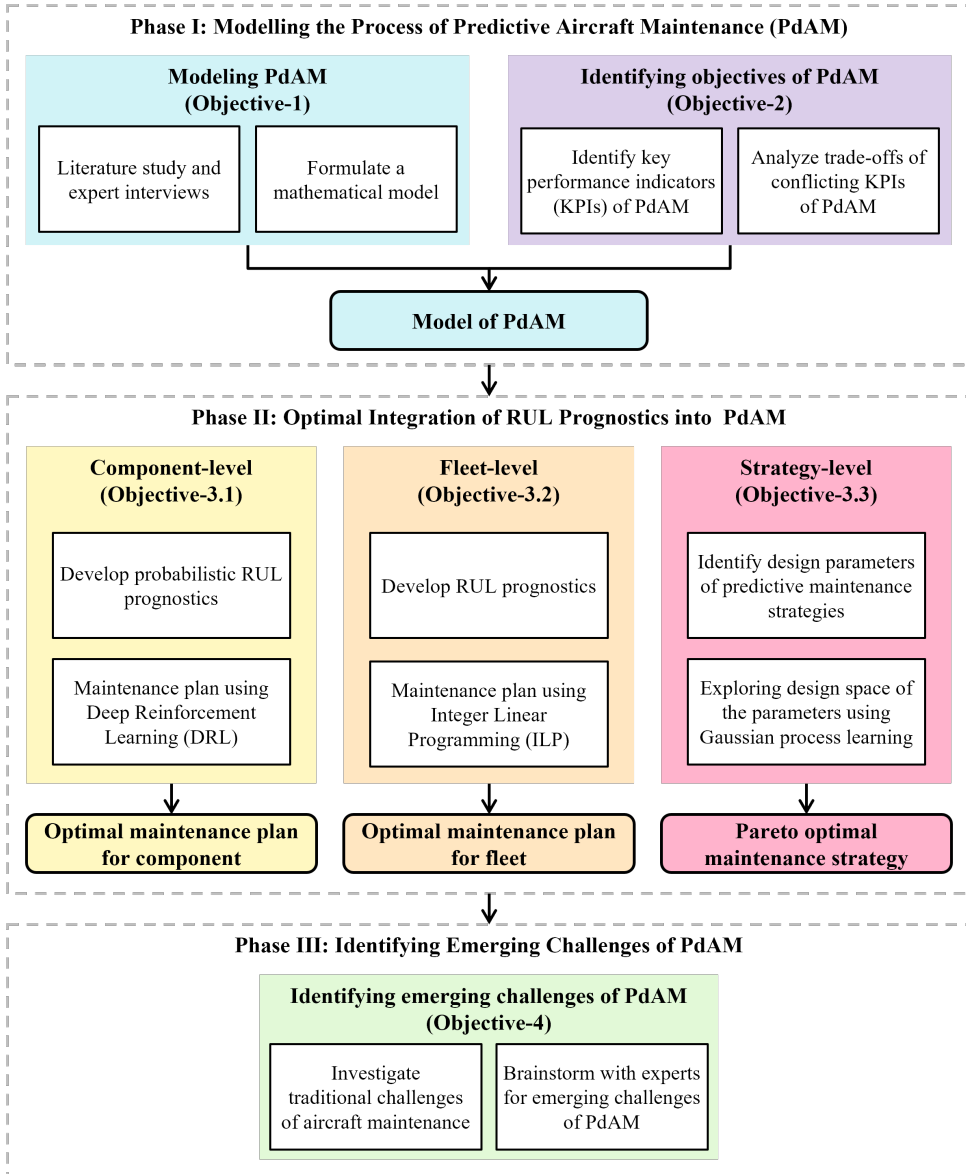 Phase I: Modelling the Process of Predictive Aircraft Maintenance (PdAM)
Modeling PdAM
(Objective-1)
Literature study and
expert interviews
Formulate a
mathematical model
Identifying objectives of PdAM
(Objective-2)
Identify key
performance indicators
(KPIs) of PdAM
Analyze trade-offs of
conflicting KPIs
of PdAM
Model of PdAM
Phase II: Optimal Integration of RUL Prognostics into PdAM
Component-level
(Objective-3.1)
Develop probabilistic RUL
prognostics
Maintenance plan using
Deep Reinforcement
Learning (DRL)
Optimal maintenance plan
for component
Fleet-level
(Objective-3.2)
Develop RUL prognostics
Maintenance plan using
Integer Linear
Programming (ILP)
Optimal maintenance plan
for fleet
Strategy-level
(Objective-3.3)
Identify design parameters
of predictive maintenance
strategies
Exploring design space of
the parameters using
Gaussian process learning
Pareto optimal
maintenance strategy
Phase III: Identifying Emerging Challenges of PdAM
Identifying emerging challenges of PdAM
(Objective-4)
Investigate
traditional challenges
of aircraft maintenance
Brainstorm with experts
for emerging challenges
of PdAM